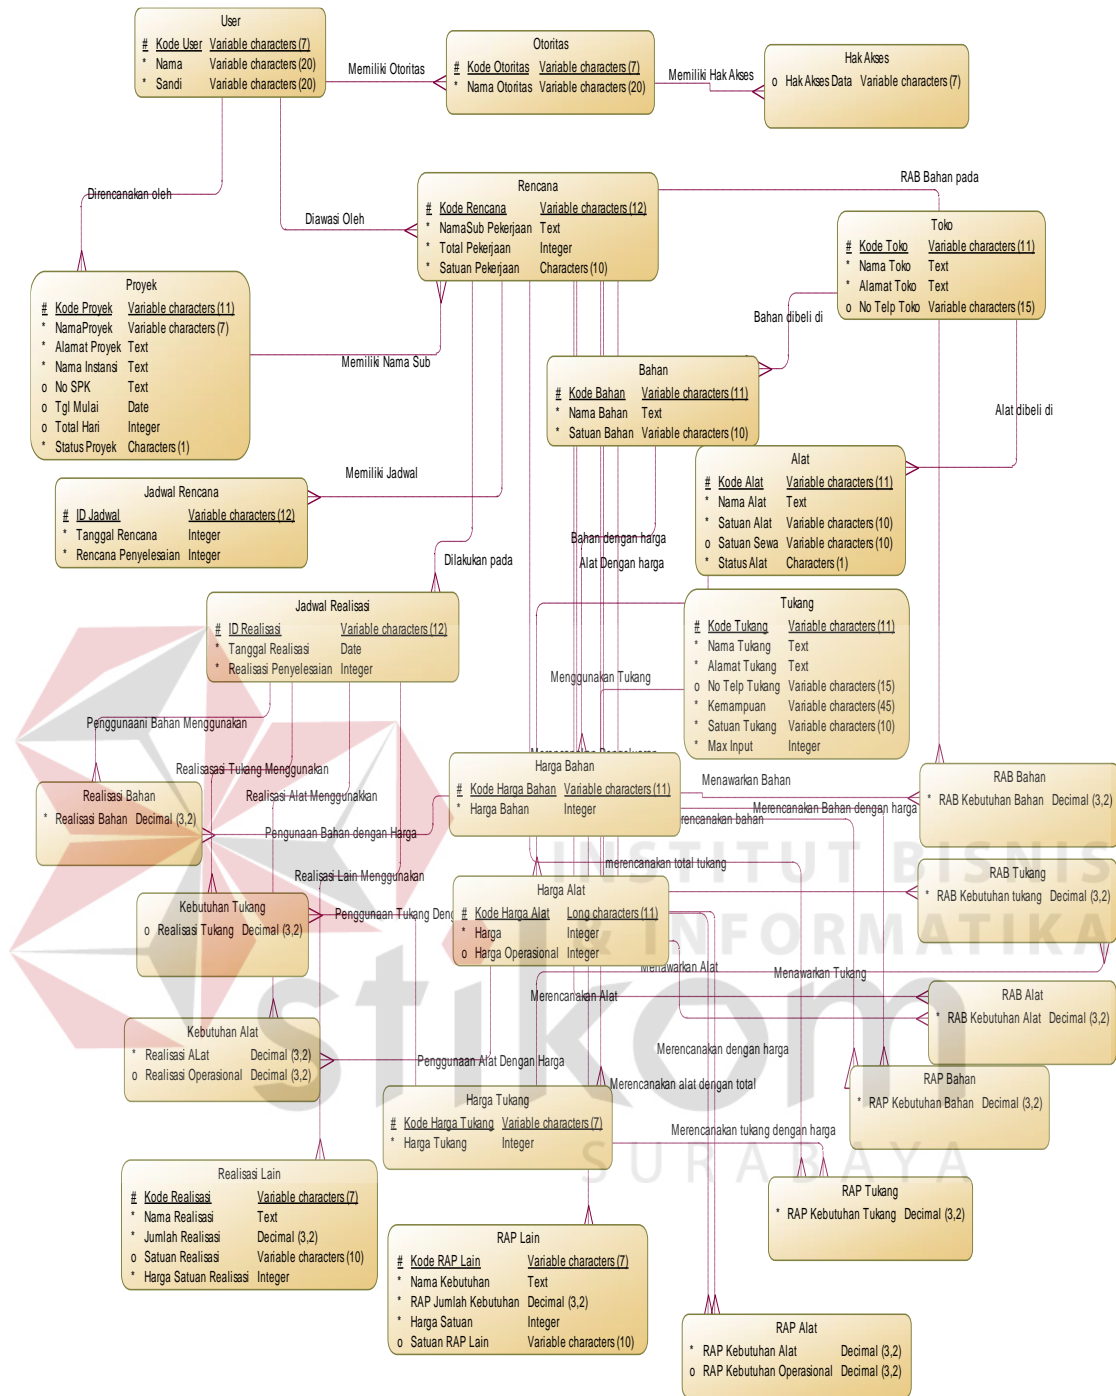 User
# Kode User Variable characters (7)
* Nama Variable characters (20)
* Sandi Variable characters (20)
Memiliki Otoritas
Otoritas
# Kode Otoritas Variable characters (7)
* Nama Otoritas Variable characters (20)
Memiliki Hak Akses
Hak Akses
o Hak Akses Data Variable characters (7)
Direncanakan oleh
Diawasi Oleh
Rencana
# Kode Rencana Variable characters (12)
* NamaSub Pekerjaan Text
* Total Pekerjaan Integer
* Satuan Pekerjaan Characters (10)
RAB Bahan pada
Toko
# Kode Toko Variable characters (11)
* Nama Toko Text
* Alamat Toko Text
o No Telp Toko Variable characters (15)
Proyek
# Kode Proyek Variable characters (11)
* NamaProyek Variable characters (7)
* Alamat Proyek Text
* Nama Instansi Text
o No SPK Text
o Tgl Mulai Date
o Total Hari Integer
* Status Proyek Characters (1)
Memiliki Nama Sub
Bahan dibeli di
Bahan
# Kode Bahan Variable characters (11)
* Nama Bahan Text
* Satuan Bahan Variable characters (10)
Alat dibeli di
Alat
# Kode Alat Variable characters (11)
* Nama Alat Text
* Satuan Alat Variable characters (10)
o Satuan Sewa Variable characters (10)
* Status Alat Characters (1)
Memiliki Jadwal
Jadwal Rencana
# ID Jadwal Variable characters (12)
* Tanggal Rencana Integer
* Rencana Penyelesaian Integer
Bahan dengan harga
Dilakukan pada
Alat Dengan harga
Jadwal Realisasi
# ID Realisasi Variable characters (12)
* Tanggal Realisasi Date
* Realisasi Penyelesaian Integer
Tukang
# Kode Tukang Variable characters (11)
* Nama Tukang Text
* Alamat Tukang Text
o No Telp Tukang Variable characters (15)
* Kemampuan Variable characters (45)
* Satuan Tukang Variable characters (10)
* Max Input Integer
Menggunakan Tukang
Penggunaani Bahan Menggunakan
Realisasasi Tukang Menggunakan
Realisasi Alat Menggunakkan
Realisasi Bahan
* Realisasi Bahan Decimal (3,2)
Harga Bahan
# Kode Harga Bahan Variable characters (11)
* Harga Bahan Integer
Menawarkan Bahan
Merencanakan Bahan dengan harga
RAB Bahan
* RAB Kebutuhan Bahan Decimal (3,2)
Pengunaan Bahan dengan Harga
INSTITUT BISNIS
& INFORMATIKA
stikom
SURABAYA
merencanakan total tukang
Realisasi Lain Menggunakan
Kebutuhan Tukang
o Realisasi Tukang Decimal (3,2)
Harga Alat
# Kode Harga Alat Long characters (11)
* Harga Integer
o Harga Operasional Integer
RAB Tukang
* RAB Kebutuhan tukang Decimal (3,2)
Menawarkan Alat
Menawarkan Tukang
Merencanakan Alat
RAB Alat
* RAB Kebutuhan Alat Decimal (3,2)
Kebutuhan Alat
* Realisasi ALat Decimal (3,2)
o Realisasi Operasional Decimal (3,2)
Penggunaan Alat Dengan Harga
Merencanakan dengan harga
Merencanakan alat dengan total
RAP Bahan
* RAP Kebutuhan Bahan Decimal (3,2)
Harga Tukang
# Kode Harga Tukang Variable characters (7)
* Harga Tukang Integer
Merencanakan tukang dengan harga
RAP Tukang
* RAP Kebutuhan Tukang Decimal (3,2)
Realisasi Lain
# Kode Realisasi Variable characters (7)
* Nama Realisasi Text
* Jumlah Realisasi Decimal (3,2)
o Satuan Realisasi Variable characters (10)
* Harga Satuan Realisasi Integer
RAP Lain
# Kode RAP Lain Variable characters (7)
* Nama Kebutuhan Text
* RAP Jumlah Kebutuhan Decimal (3,2)
* Harga Satuan Integer
o Satuan RAP Lain Variable characters (10)
RAP Alat
* RAP Kebutuhan Alat Decimal (3,2)
o RAP Kebutuhan Operasional Decimal (3,2)